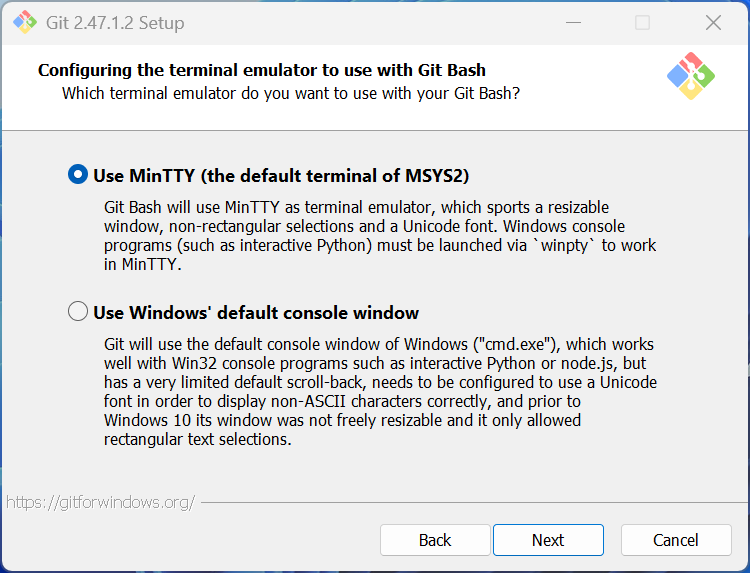 Git 2.47.1.2 Setup
Configuring the terminal emulator to use with Git Bash
Which terminal emulator do you want to use with your Git Bash?
Use MinTTY (the default terminal of MSYS2)
Git Bash will use MinTTY as terminal emulator, which sports a resizable
window, non-rectangular selections and a Unicode font. Windows console
programs (such as interactive Python) must be launched via `winpty` to work
in MinTTY.
Use Windows' default console window
Git will use the default console window of Windows ("cmd.exe"), which works
well with Win32 console programs such as interactive Python or node.js, but
has a very limited default scroll-back, needs to be configured to use a Unicode
font in order to display non-ASCII characters correctly, and prior to
Windows 10 its window was not freely resizable and it only allowed
rectangular text selections.
https://gitforwindows.org/
Back Next Cancel